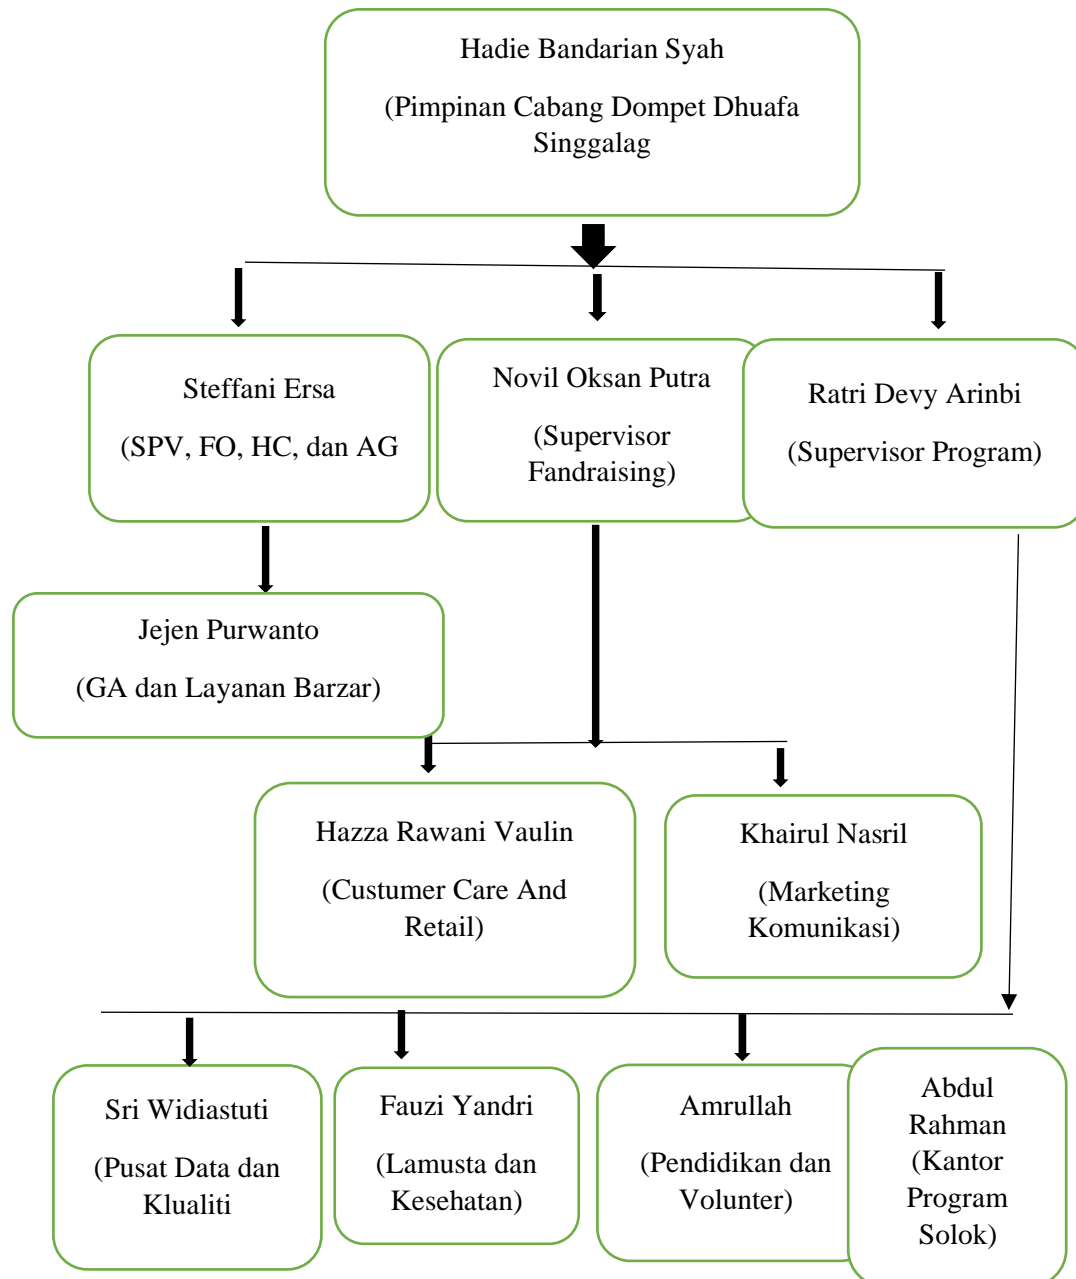 Hadie Bandarian Syah
(Pimpinan Cabang Dompet Dhuafa
Singgalag
Steffani Ersa
(SPV, FO, HC, dan AG
Novil Oksan Putra
(Supervisor
Fandraising)
Ratri Devy Arinbi
(Supervisor Program)
Jejen Purwanto
(GA dan Layanan Barzar)
Hazza Rawani Vaulin
(Custumer Care And
Retail)
Khairul Nasril
(Marketing
Komunikasi)
Sri Widiastuti
(Pusat Data dan
Klualiti
Fauzi Yandri
(Lamusta dan
Kesehatan)
Amrullah
(Pendidikan dan
Volunter)
Abdul
Rahman
(Kantor
Program
Solok)